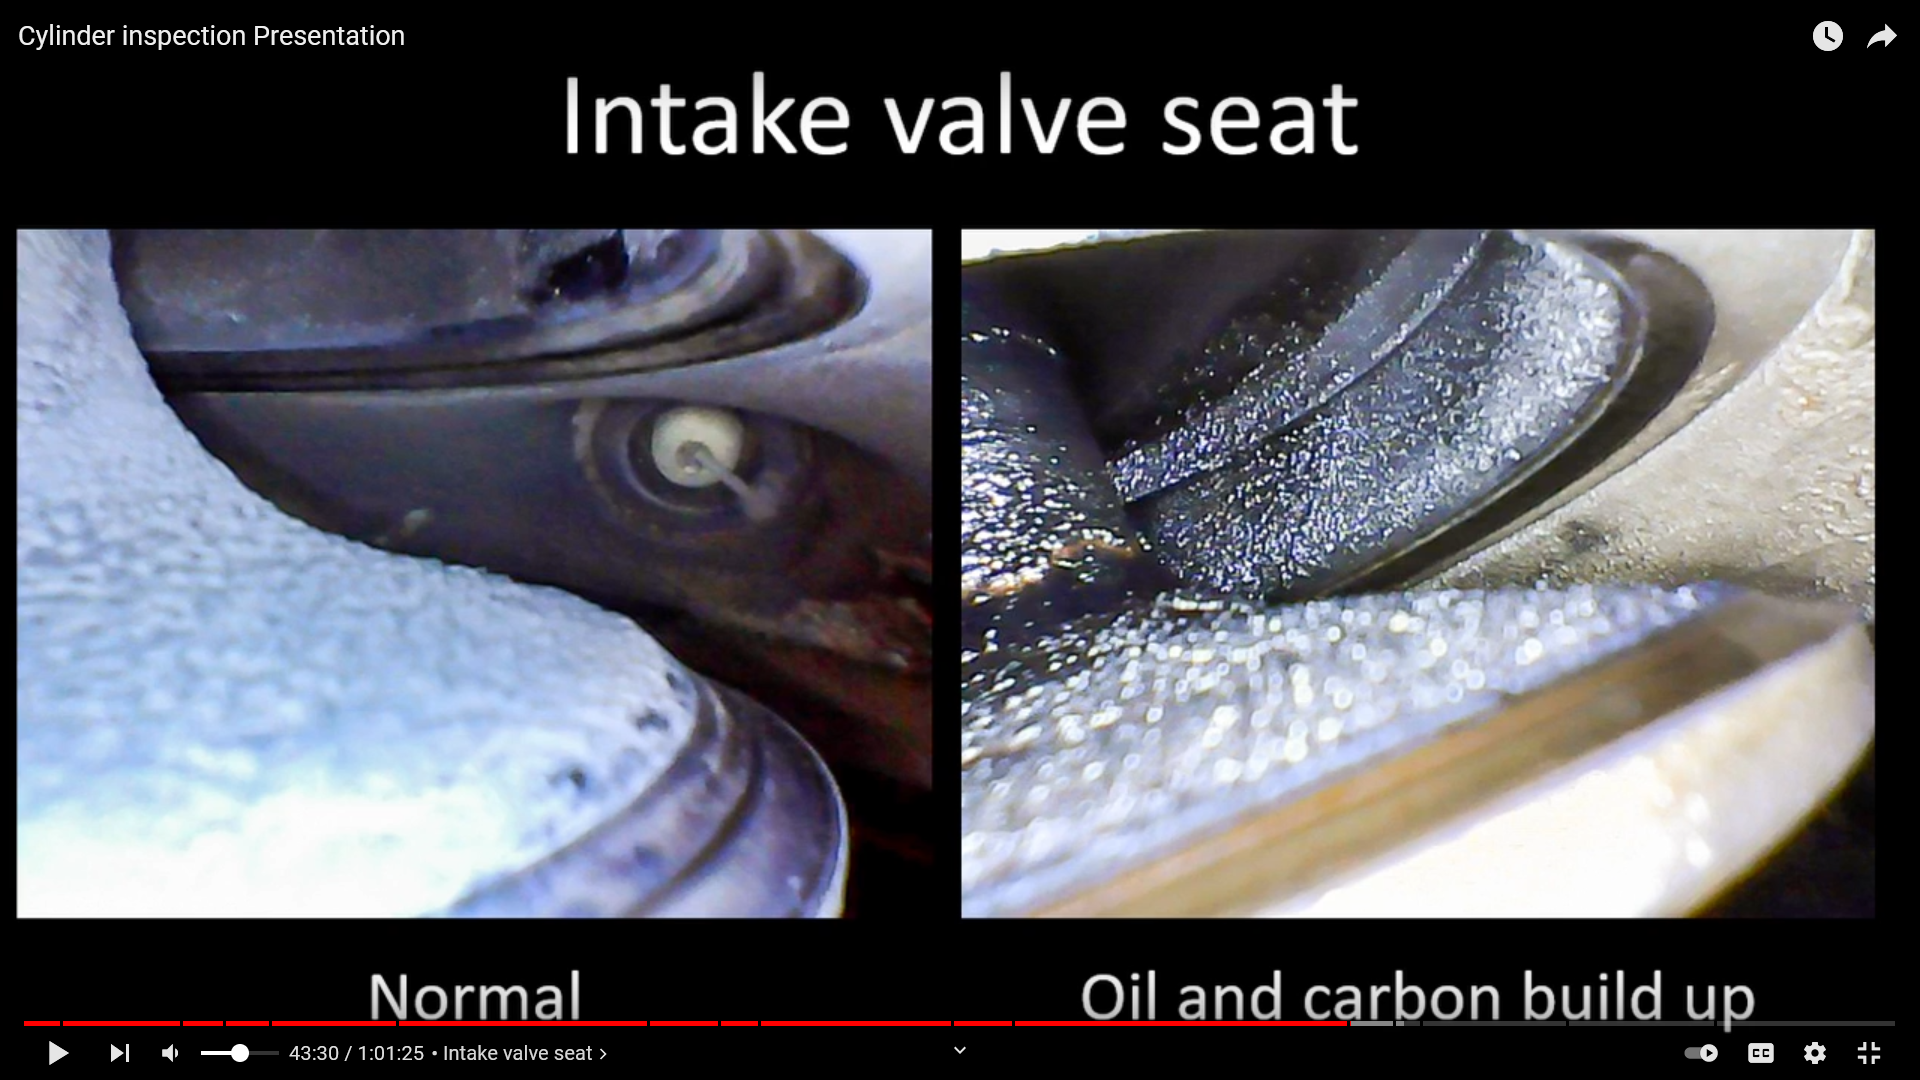 Cylinder inspection Presentation
Intake valve seat
Normal
Oil and carbon build up
43:30 / 1:01:25 • Intake valve seat >
CC